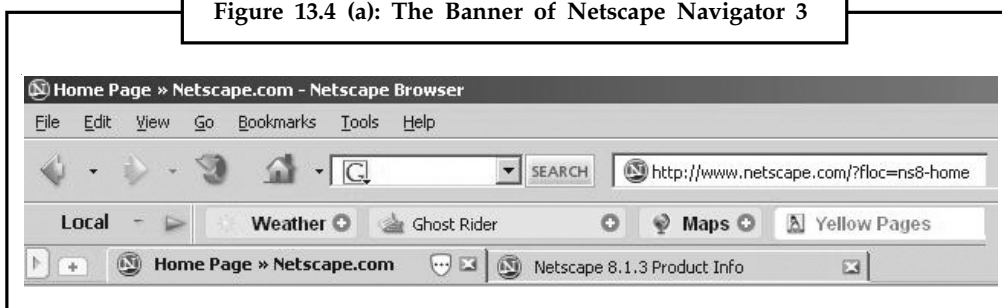 Figure 13.4 (a): The Banner of Netscape Navigator 3
Home Page » Netscape.com - Netscape Browser
File Edit View Go Bookmarks Tools Help
G SEARCH http://www.netscape.com/?floc=ns8-home
Local Weather Ghost Rider Maps Yellow Pages
Home Page » Netscape.com Netscape 8.1.3 Product Info